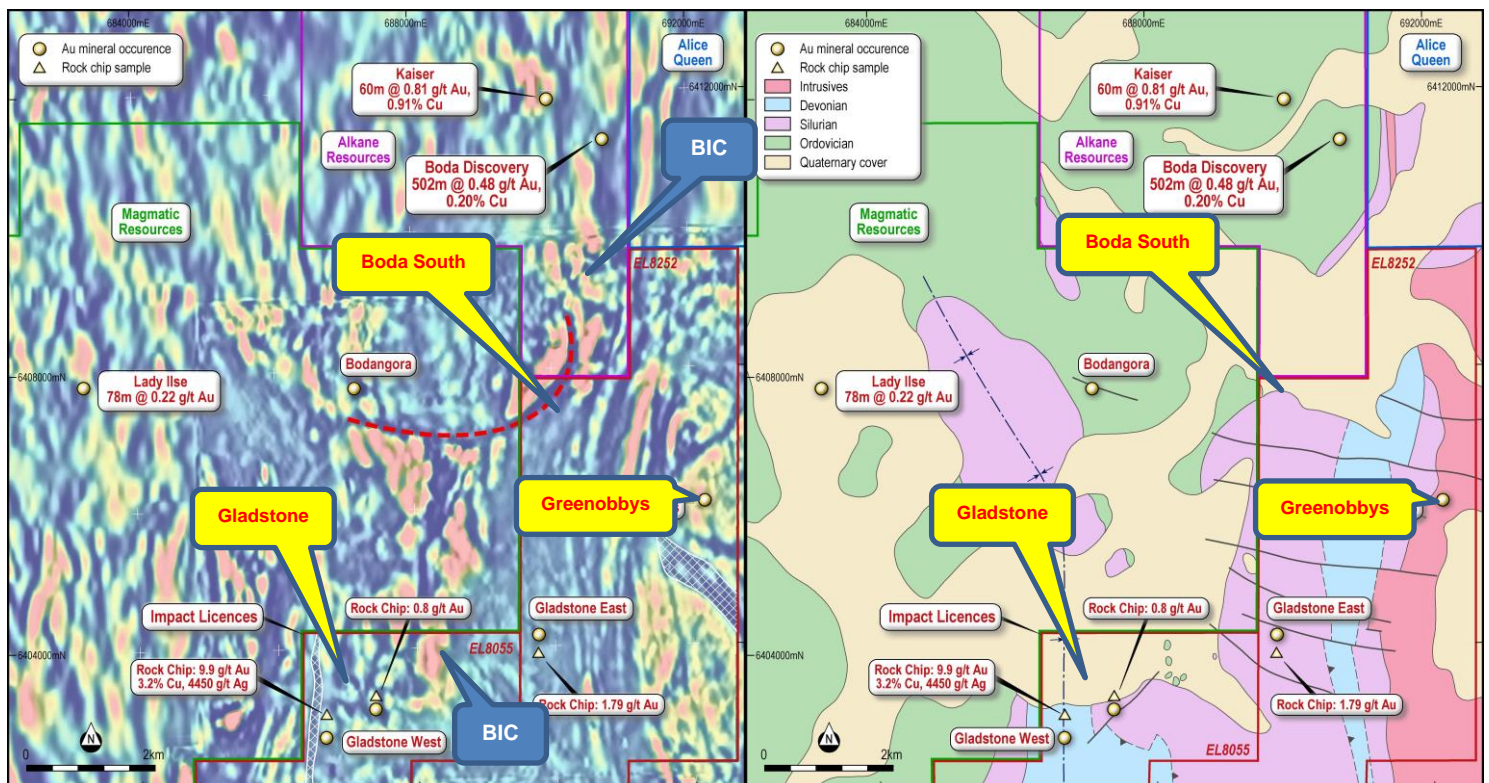 684000mE
688000mE
692000mE
Au mineral occurence
Rock chip sample
Kaiser
60m @ 0.81 g/t Au,
0.91% Cu
Alice
Queen
6412000mN
Alkane
Resources
BIC
Boda Discovery
502m @ 0.48 g/t Au,
0.20% Cu
Magmatic
Resources
Boda South
EL8252
Bodangora
6408000mN
Lady Ilse
78m @ 0.22 g/t Au
Greenobbys
Gladstone
Impact Licences
Rock Chip: 0.8 g/t Au
Gladstone East
6404000mN
EL8055
Rock Chip: 9.9 g/t Au
3.2% Cu, 4450 g/t Ag
Rock Chip: 1.79 g/t Au
BIC
Gladstone West
N
0
2km
684000mE
688000mE
692000mE
Au mineral occurence
Rock chip sample
Intrusives
Devonian
Silurian
Ordovician
Quaternary cover
Kaiser
60m @ 0.81 g/t Au,
0.91% Cu
Alice
Queen
6412000mN
Alkane
Resources
Boda Discovery
502m @ 0.48 g/t Au,
0.20% Cu
Magmatic
Resources
Boda South
EL8252
Bodangora
6408000mN
Lady Ilse
78m @ 0.22 g/t Au
Greenobbys
Gladstone
Impact Licences
Rock Chip: 0.8 g/t Au
Gladstone East
6404000mN
Rock Chip: 9.9 g/t Au
3.2% Cu, 4450 g/t Ag
Rock Chip: 1.79 g/t Au
Gladstone West
EL8055
N
0
2km